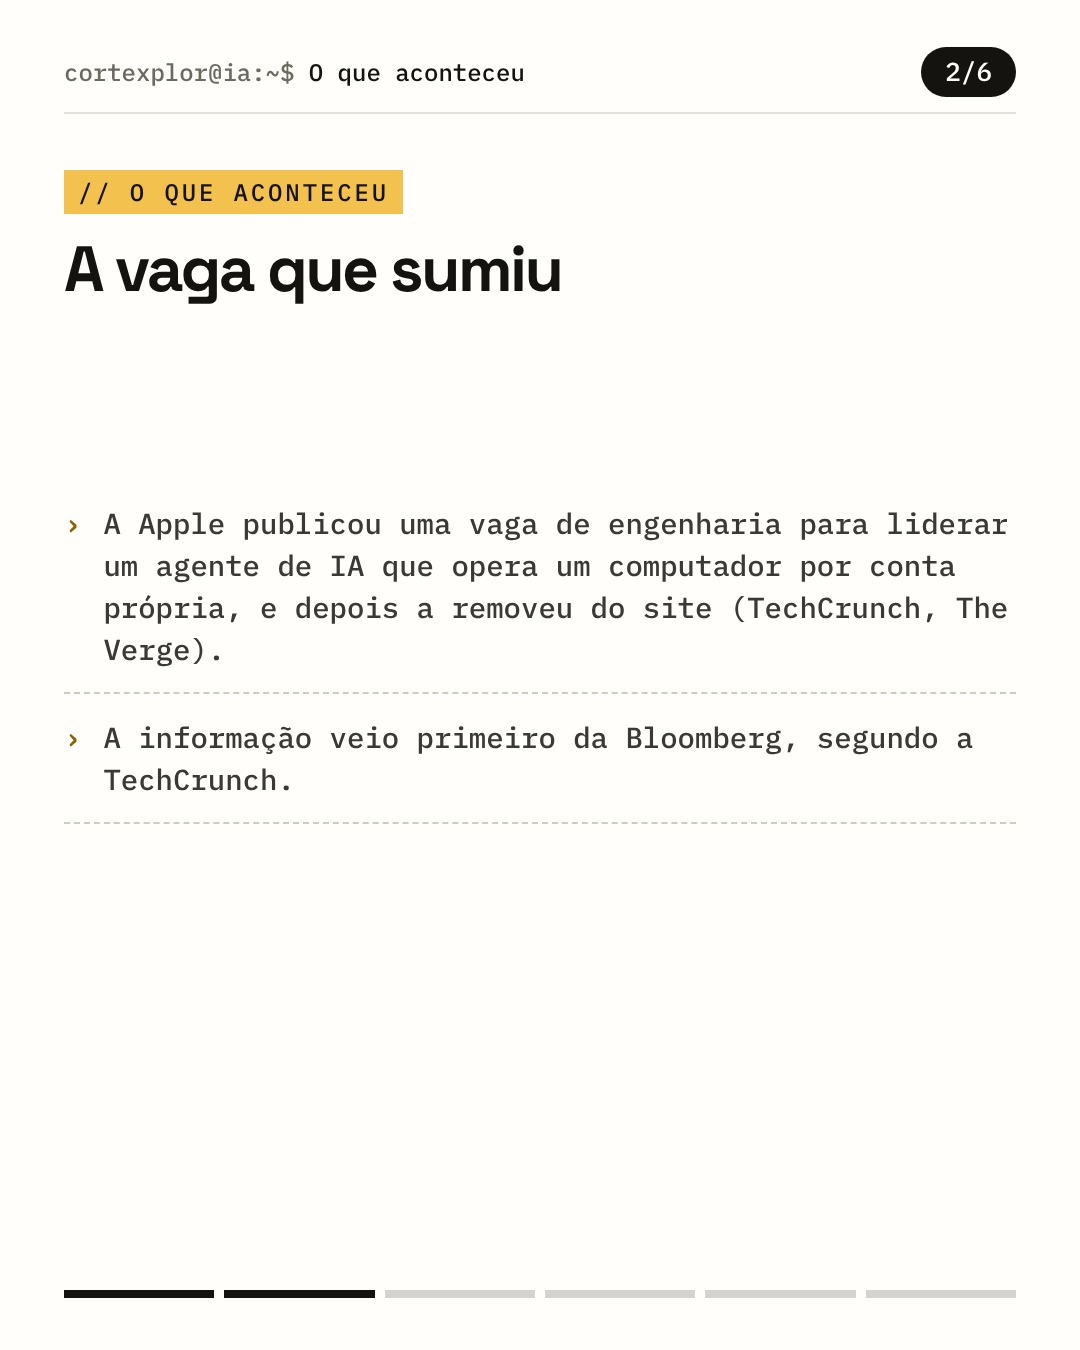 cortexplor@ia:~$ O que aconteceu
2/6
// O QUE ACONTECEU
A vaga que sumiu
› A Apple publicou uma vaga de engenharia para liderar
um agente de IA que opera um computador por conta
própria, e depois a removeu do site (TechCrunch, The
Verge).
› A informação veio primeiro da Bloomberg, segundo a
TechCrunch.